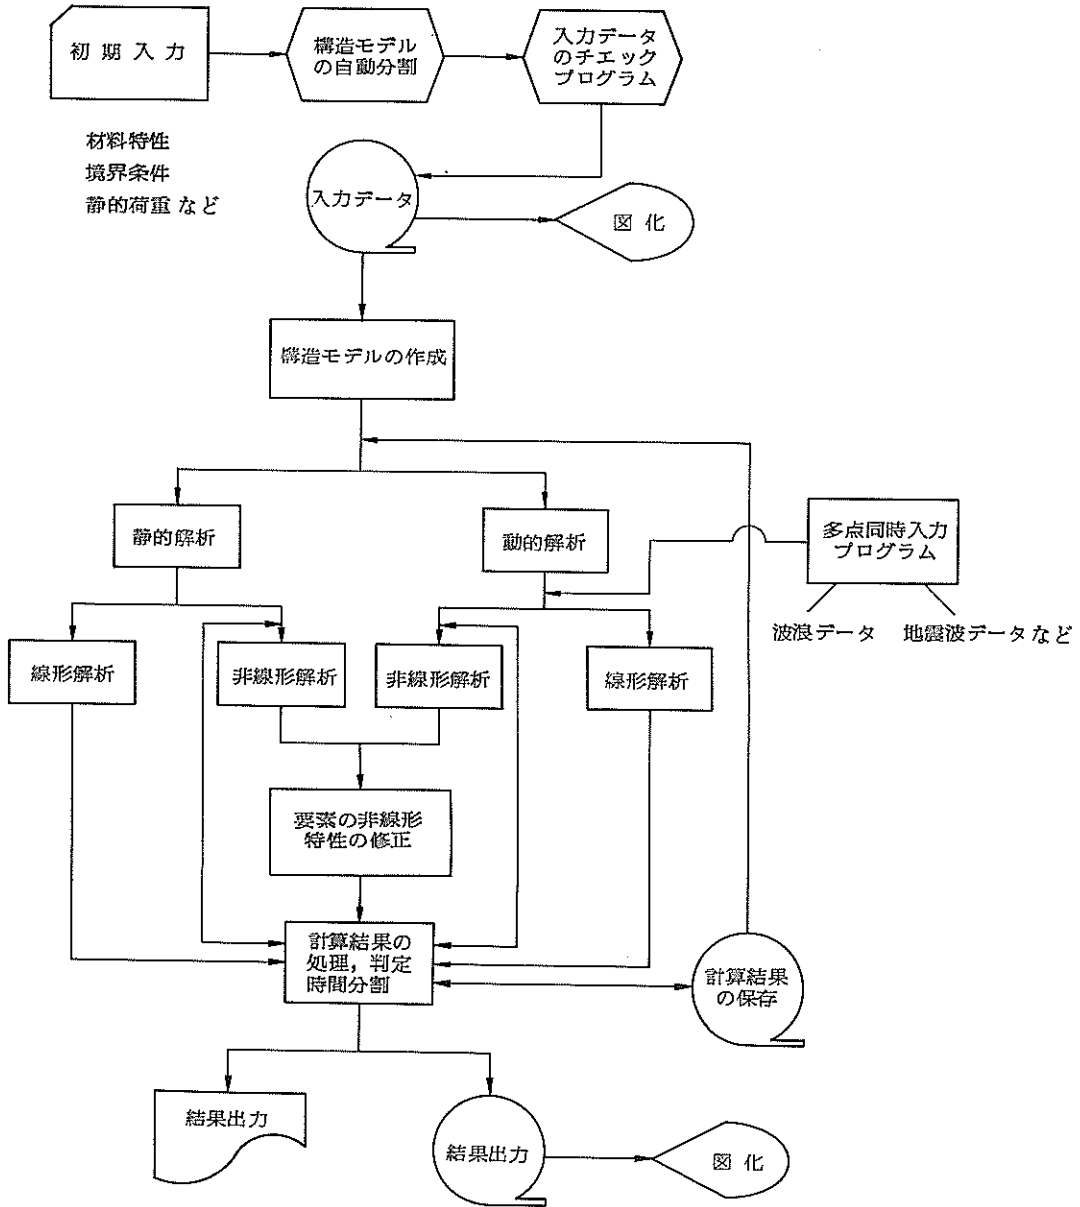 初期入力
構造モデル
の自動分割
入力データ
のチエック
プログラム
材料特性
境界条件
静的荷重など
入力データ
図化
構造モデルの作成
静的解析
動的解析
多点同時入力
プログラム
波浪データ
地震波データなど
線形解析
非線形解析
非線形解析
線形解析
要素の非線形
特性の修正
計算結果の
処理，判定
時間分割
計算結果
の保存
結果出力
結果出力
図化